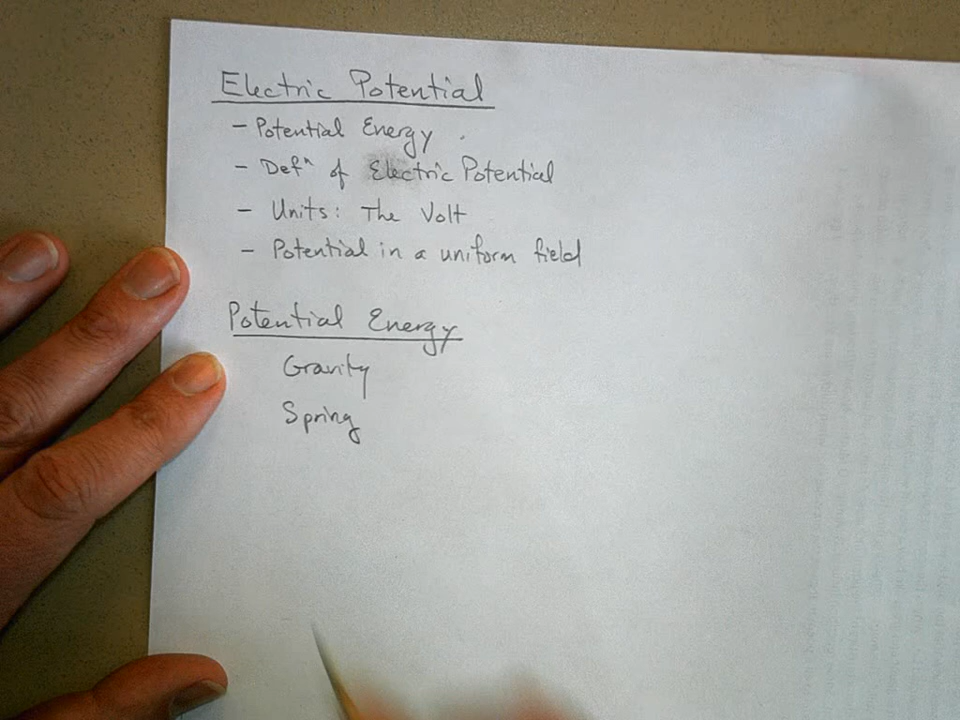 Electric Potential
- Potential Energy
- Defⁿ of Electric Potential
- Units: The Volt
- Potential in a uniform field
Potential Energy
Gravity
Spring